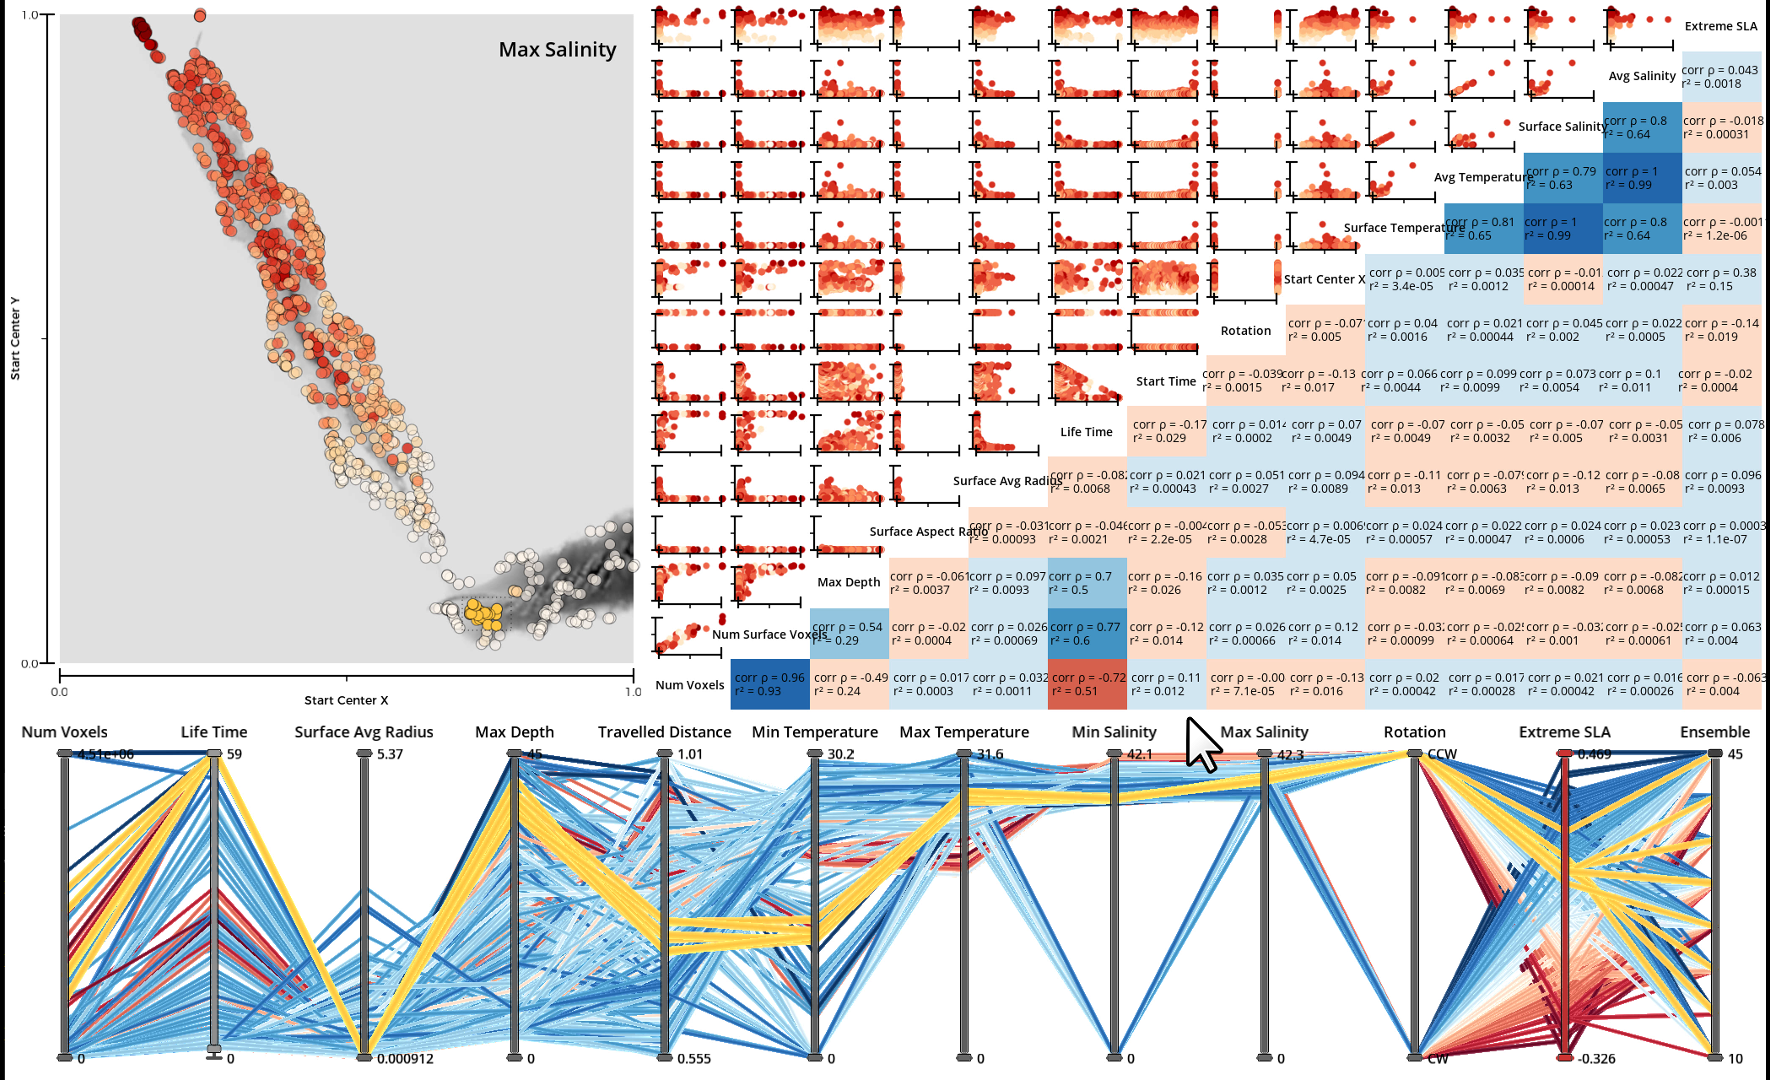 1.0
Max Salinity
Start Center Y
0.0
0.0
Start Center X
1.0
Extreme SLA
Avg Salinity
corr ρ = 0.043
r² = 0.0018
Surface Salinity
corr ρ = 0.8
r² = 0.64
corr ρ = -0.018
r² = 0.00031
Avg Temperature
corr ρ = 0.79
r² = 0.63
corr ρ = 1
r² = 0.99
corr ρ = 0.054
r² = 0.003
Surface Temperature
corr ρ = 0.81
r² = 0.65
corr ρ = 1
r² = 0.99
corr ρ = 0.8
r² = 0.64
corr ρ = -0.001
r² = 1.2e-06
Start Center X
corr ρ = 0.005
r² = 3.4e-05
corr ρ = 0.035
r² = 0.0012
corr ρ = -0.01
r² = 0.00014
corr ρ = 0.022
r² = 0.00047
corr ρ = 0.38
r² = 0.15
Rotation
corr ρ = -0.07
r² = 0.005
corr ρ = 0.04
r² = 0.0016
corr ρ = 0.021
r² = 0.00044
corr ρ = 0.045
r² = 0.002
corr ρ = 0.022
r² = 0.0005
corr ρ = -0.14
r² = 0.019
Start Time
corr ρ = -0.039
r² = 0.0015
corr ρ = -0.13
r² = 0.017
corr ρ = 0.066
r² = 0.0044
corr ρ = 0.099
r² = 0.0099
corr ρ = 0.073
r² = 0.0054
corr ρ = 0.1
r² = 0.011
corr ρ = -0.02
r² = 0.0004
Life Time
corr ρ = -0.17
r² = 0.029
corr ρ = 0.014
r² = 0.0002
corr ρ = 0.07
r² = 0.0049
corr ρ = -0.07
r² = 0.0049
corr ρ = -0.05
r² = 0.0032
corr ρ = -0.07
r² = 0.005
corr ρ = -0.05
r² = 0.0031
corr ρ = 0.078
r² = 0.006
Surface Avg Radius
corr ρ = -0.082
r² = 0.0068
corr ρ = 0.021
r² = 0.00043
corr ρ = 0.051
r² = 0.0027
corr ρ = 0.094
r² = 0.0089
corr ρ = -0.11
r² = 0.013
corr ρ = -0.079
r² = 0.0063
corr ρ = -0.12
r² = 0.013
corr ρ = -0.08
r² = 0.0065
corr ρ = 0.096
r² = 0.0093
Surface Aspect Ratio
corr ρ = -0.031
r² = 0.00093
corr ρ = -0.046
r² = 0.0021
corr ρ = -0.004
r² = 2.2e-05
corr ρ = -0.053
r² = 0.0028
corr ρ = 0.006
r² = 4.7e-05
corr ρ = 0.024
r² = 0.00057
corr ρ = 0.022
r² = 0.00047
corr ρ = 0.024
r² = 0.0006
corr ρ = 0.023
r² = 0.00053
corr ρ = 0.0003
r² = 1.1e-07
Max Depth
corr ρ = -0.061
r² = 0.0037
corr ρ = 0.097
r² = 0.0093
corr ρ = 0.7
r² = 0.5
corr ρ = -0.16
r² = 0.026
corr ρ = 0.035
r² = 0.0012
corr ρ = 0.05
r² = 0.0025
corr ρ = -0.091
r² = 0.0082
corr ρ = -0.083
r² = 0.0069
corr ρ = -0.09
r² = 0.0082
corr ρ = -0.082
r² = 0.0068
corr ρ = 0.012
r² = 0.00015
Num Surface Voxels
corr ρ = 0.54
r² = 0.29
corr ρ = -0.02
r² = 0.0004
corr ρ = 0.026
r² = 0.00069
corr ρ = 0.77
r² = 0.6
corr ρ = -0.12
r² = 0.014
corr ρ = 0.026
r² = 0.00066
corr ρ = 0.12
r² = 0.014
corr ρ = -0.03
r² = 0.00099
corr ρ = -0.025
r² = 0.00064
corr ρ = -0.03
r² = 0.001
corr ρ = -0.02
r² = 0.00061
corr ρ = 0.063
r² = 0.004
Num Voxels
corr ρ = 0.96
r² = 0.93
corr ρ = -0.49
r² = 0.24
corr ρ = 0.017
r² = 0.0003
corr ρ = 0.032
r² = 0.0011
corr ρ = -0.72
r² = 0.51
corr ρ = 0.11
r² = 0.012
corr ρ = -0.00
r² = 7.1e-05
corr ρ = -0.13
r² = 0.016
corr ρ = 0.02
r² = 0.00042
corr ρ = 0.017
r² = 0.00028
corr ρ = 0.021
r² = 0.00042
corr ρ = 0.016
r² = 0.00026
corr ρ = -0.063
r² = 0.004
Num Voxels
Life Time
Surface Avg Radius
Max Depth
Travelled Distance
Min Temperature
Max Temperature
Min Salinity
Max Salinity
Rotation
Extreme SLA
Ensemble
4.51e+06
59
5.37
45
1.01
30.2
31.6
42.1
42.3
CCW
0.469
45
0
0
0.000912
0
0.555
0
0
0
0
CW
-0.326
10